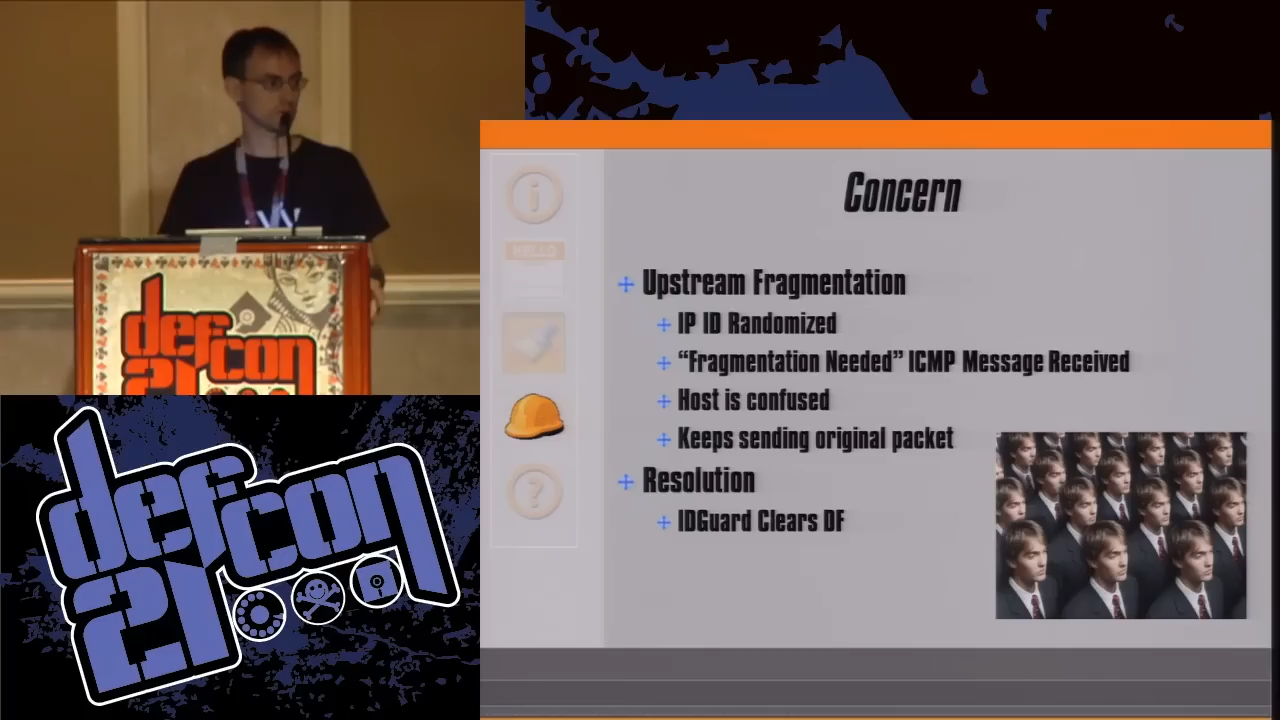 defcon
21
defcon
21
HELLO
i
?
Concern
Upstream Fragmentation
IP ID Randomized
“Fragmentation Needed” ICMP Message Received
Host is confused
Keeps sending original packet
Resolution
IDGuard Clears DF